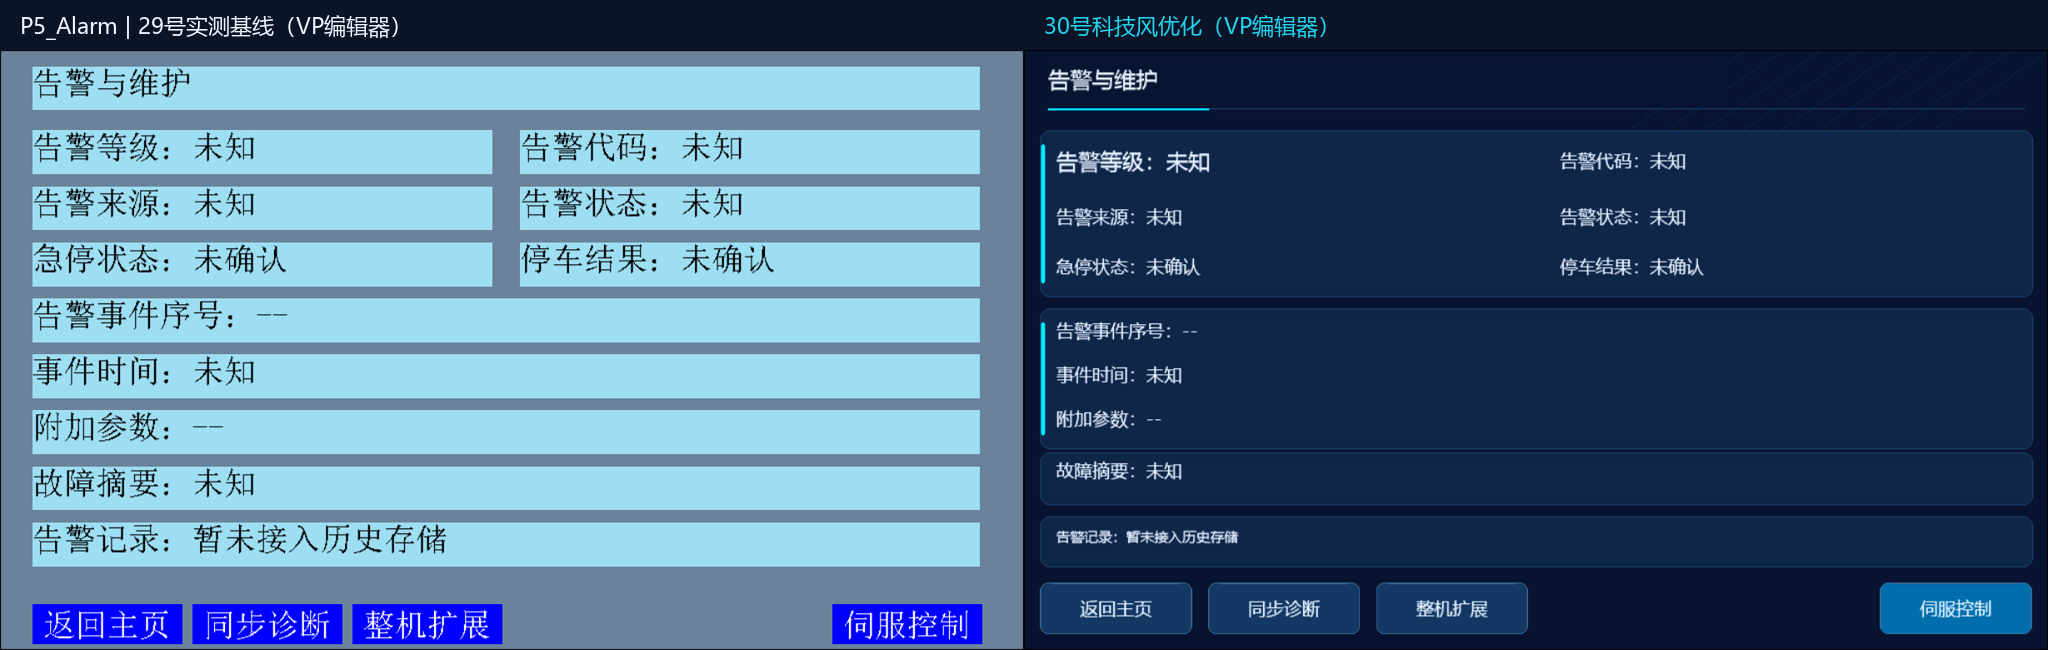 P5_Alarm | 29号实测基线（VP编辑器）
告警与维护
告警等级：未知
告警代码：未知
告警来源：未知
告警状态：未知
急停状态：未确认
停车结果：未确认
告警事件序号：--
事件时间：未知
附加参数：--
故障摘要：未知
告警记录：暂未接入历史存储
返回主页
同步诊断
整机扩展
伺服控制
30号科技风优化（VP编辑器）
告警与维护
告警等级：未知
告警代码：未知
告警来源：未知
告警状态：未知
急停状态：未确认
停车结果：未确认
告警事件序号：--
事件时间：未知
附加参数：--
故障摘要：未知
告警记录：暂未接入历史存储
返回主页
同步诊断
整机扩展
伺服控制